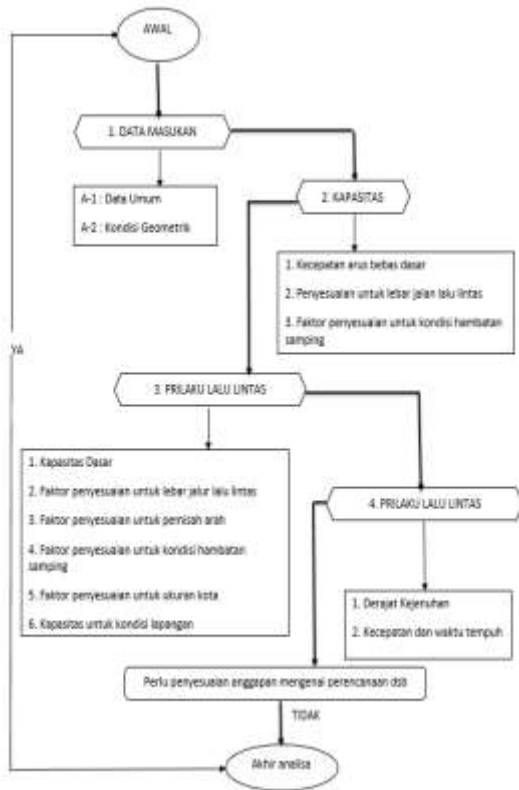 AWAL
1. DATA MASUKAN
A-1 : Data Umum
A-2 : Kondisi Geometrik
2. KAPASITAS
1. Kecepatan arus bebas dasar
2. Penyesuaian untuk lebar jalan lalu lintas
3. Faktor penyesuaian untuk kondisi hambatan
samping
YA
3. PRILAKU LALU LINTAS
1. Kapasitas Dasar
2. Faktor penyesuaian untuk lebar jalur lalu lintas
3. Faktor penyesuaian untuk pemisah arah
4. Faktor penyesuaian untuk kondisi hambatan
samping
5. Faktor penyesuaian untuk ukuran kota
6. Kapasitas untuk kondisi lapangan
4. PRILAKU LALU LINTAS
1. Derajat Kejenuhan
2. Kecepatan dan waktu tempuh
Perlu penyesuaian anggapan mengenai perencanaan dsb
TIDAK
Akhir analisa